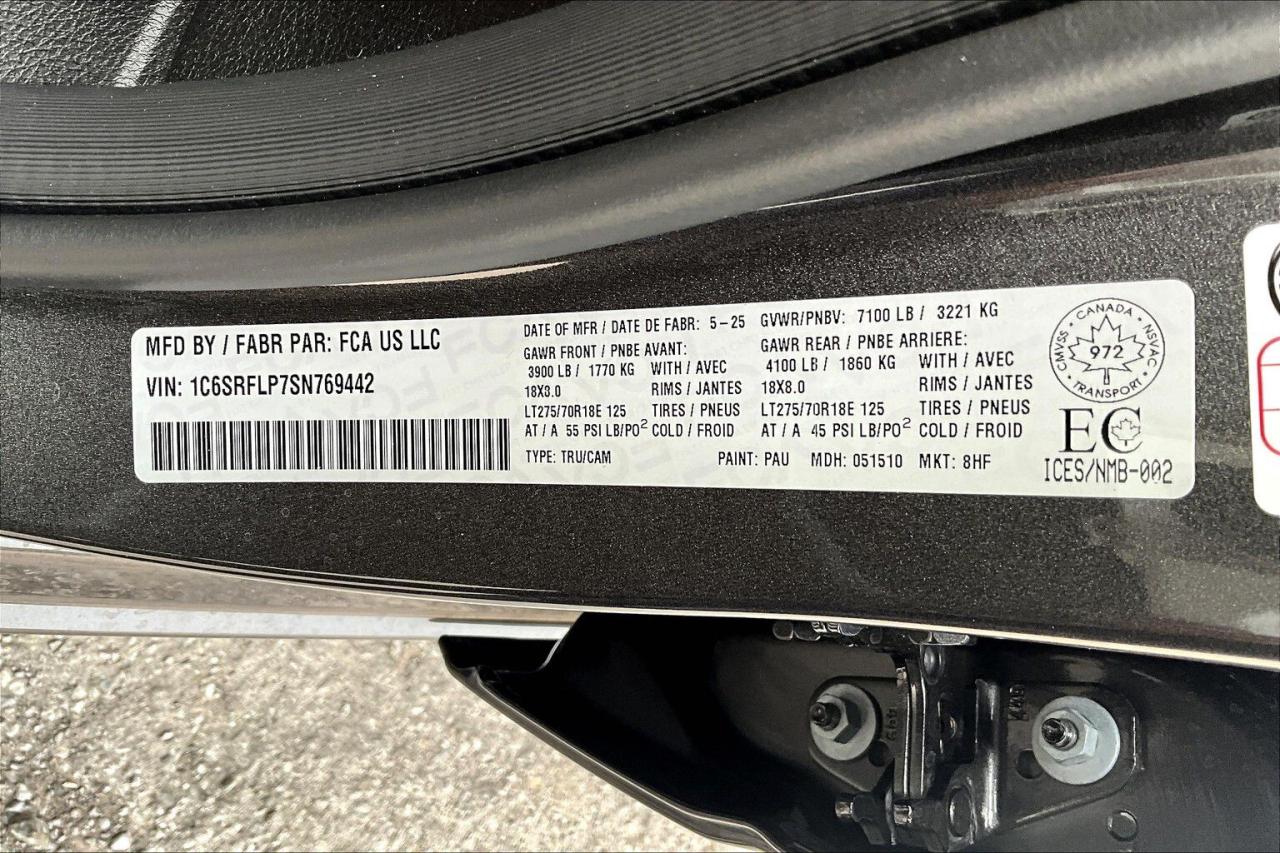 MFD BY / FABR PAR: FCA US LLC
VIN: 1C6SRFLP7SN769442
DATE OF MFR / DATE DE FABR: 5-25
GAWR FRONT / PNBE AVANT:
3900 LB / 1770 KG WITH / AVEC
18X8.0 RIMS / JANTES
LT275/70R18E 125 TIRES / PNEUS
AT / A 55 PSI LB/PO² COLD / FROID
GVWR/PNBV: 7100 LB / 3221 KG
GAWR REAR / PNBE ARRIERE:
4100 LB / 1860 KG WITH / AVEC
18X8.0 RIMS / JANTES
LT275/70R18E 125 TIRES / PNEUS
AT / A 45 PSI LB/PO² COLD / FROID
TYPE: TRU/CAM PAINT: PAU MDH: 051510 MKT: 8HF
CANADA
CMVSS 972 NSVAC
TRANSPORT
EC
ICES/NMB-002